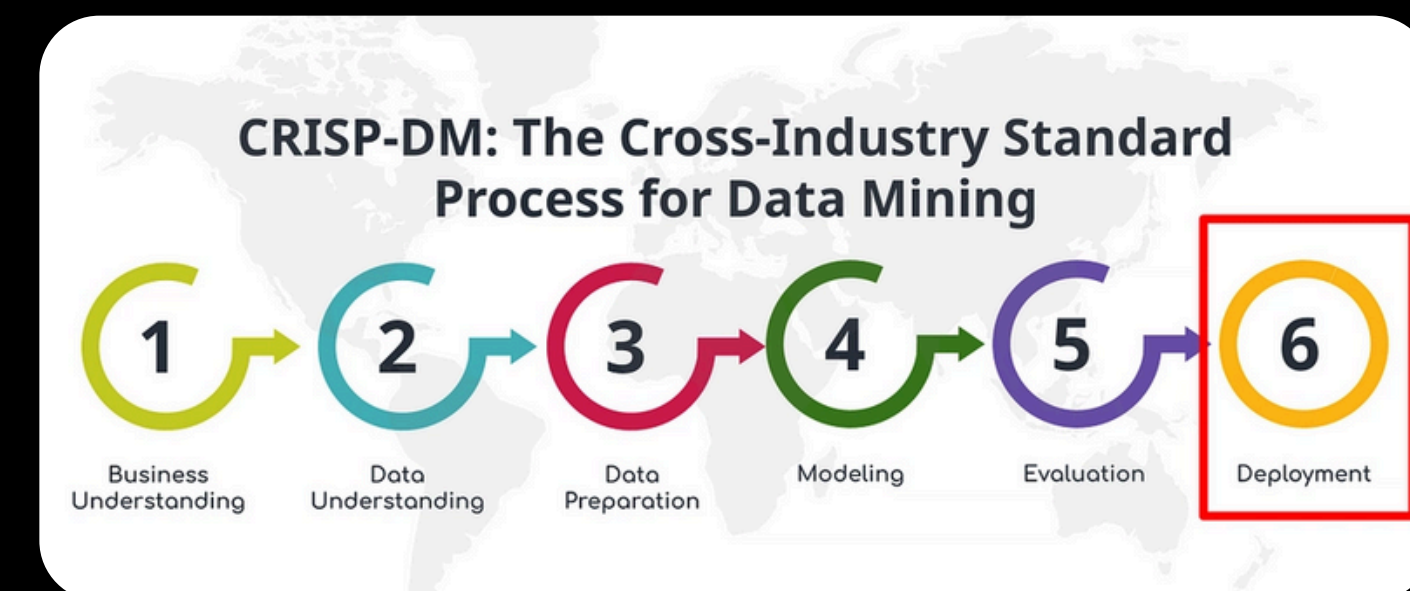 CRISP-DM: The Cross-Industry Standard
Process for Data Mining
1
2
3
4
5
6
Business
Understanding
Data
Understanding
Data
Preparation
Modeling
Evaluation
Deployment